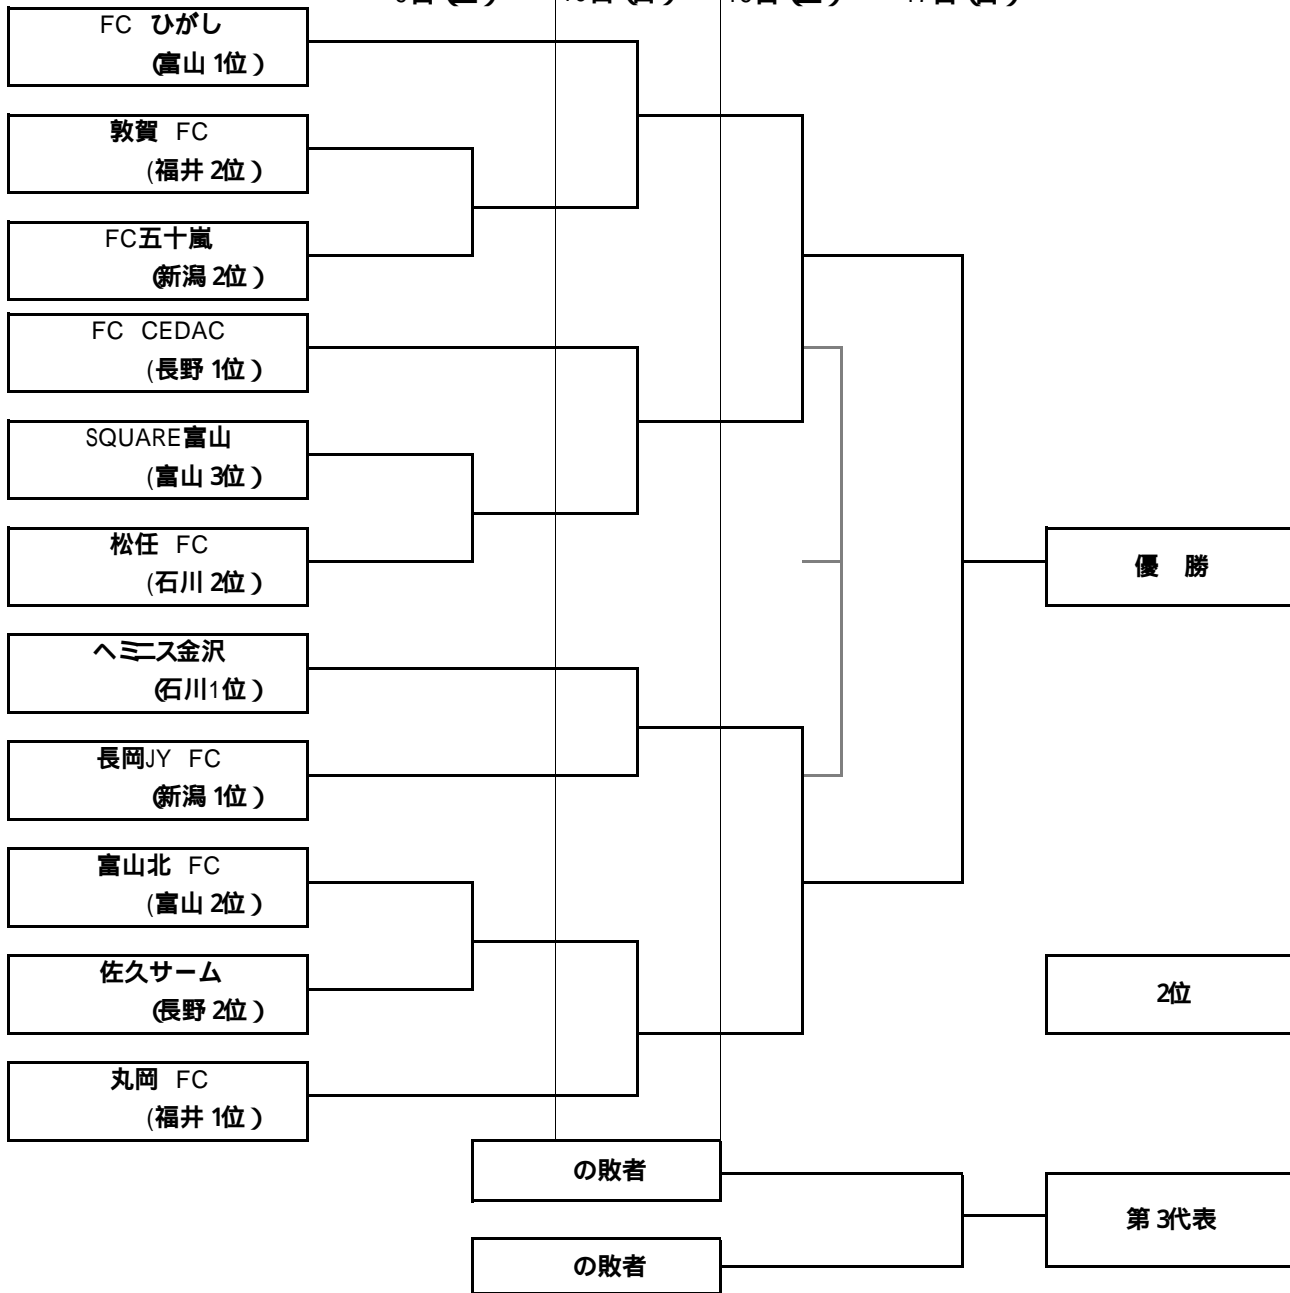 FC ひがし
(富山 1位)
敦賀 FC
(福井 2位)
FC五十嵐
(新潟 2位)
FC CEDAC
(長野 1位)
SQUARE富山
(富山 3位)
松任 FC
(石川 2位)
ヘミニス金沢
(石川1位)
長岡JY FC
(新潟 1位)
富山北 FC
(富山 2位)
佐久サーム
(長野 2位)
丸岡 FC
(福井 1位)
優 勝
2位
の敗者
第 3代表
の敗者